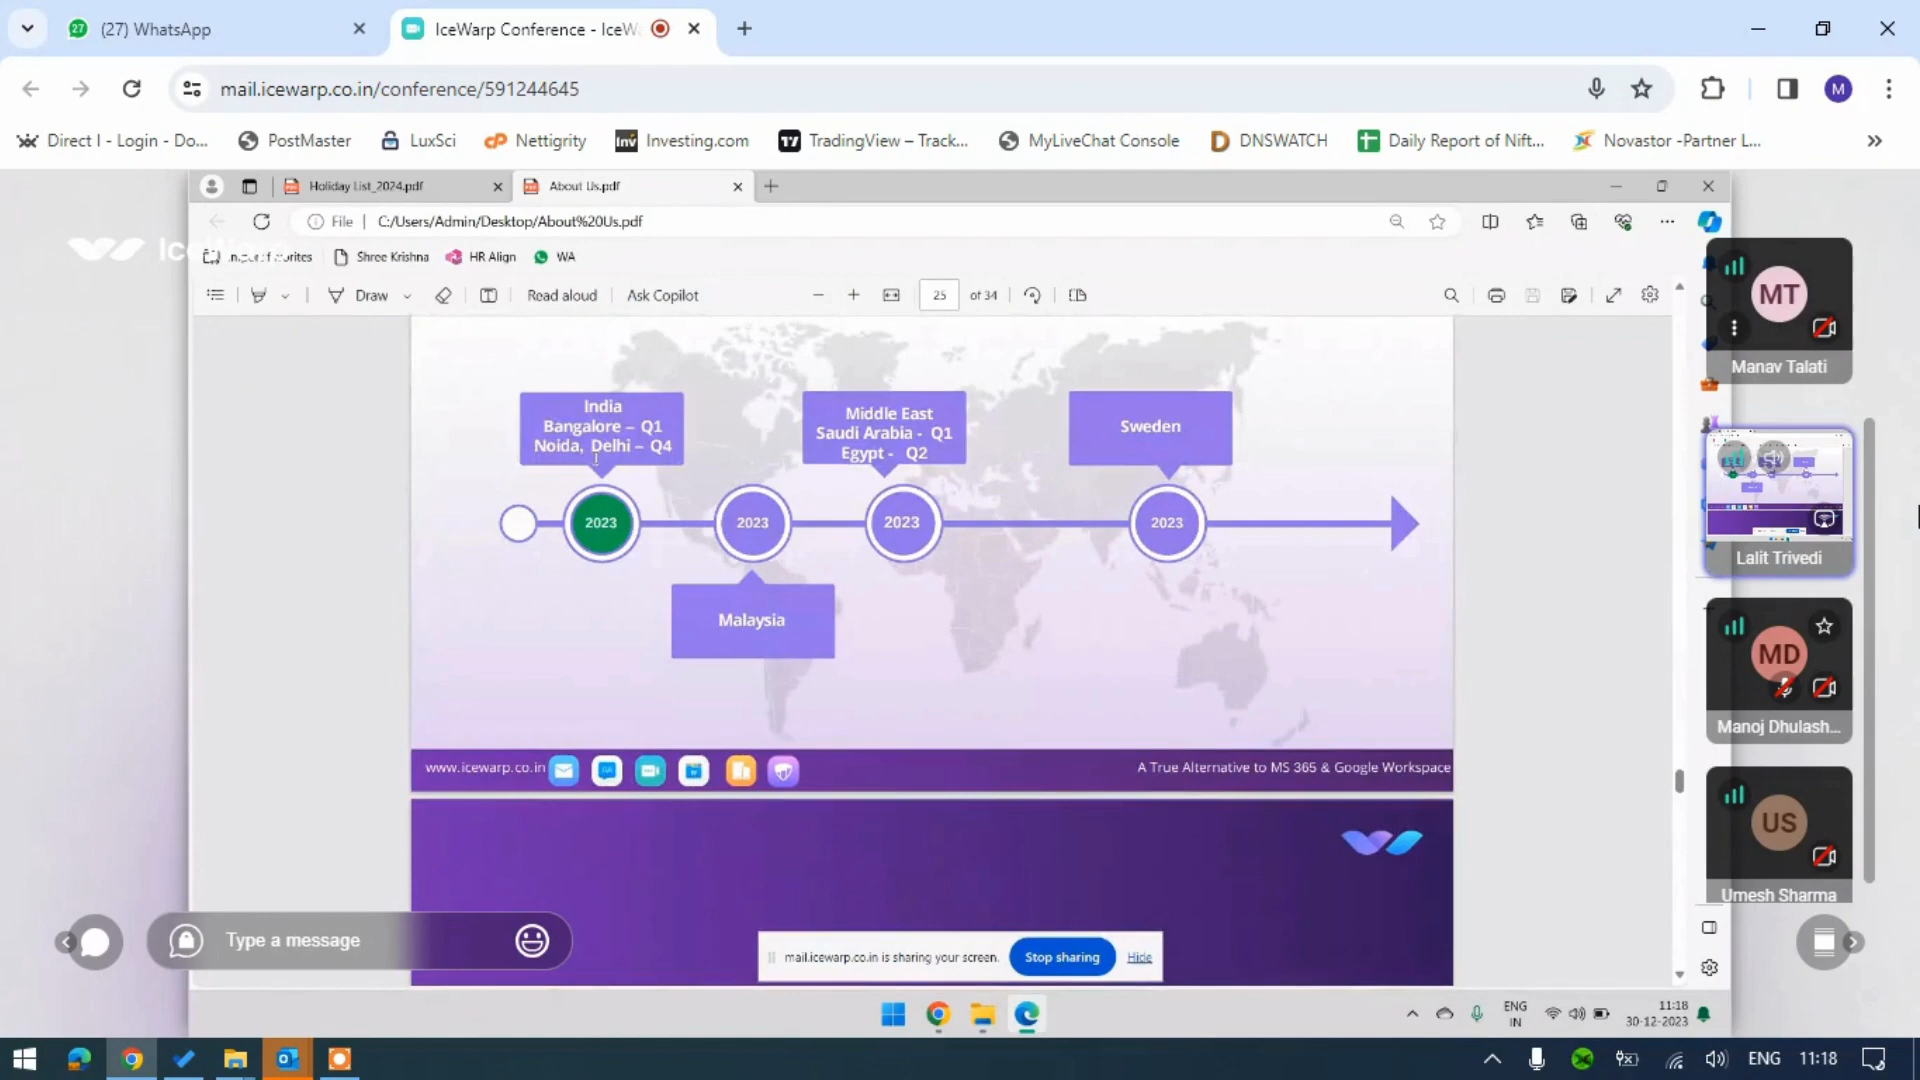 27
(27) WhatsApp
IceWarp Conference - IceW
mail.icewarp.co.in/conference/591244645
M
Direct I - Login - Do...
PostMaster
LuxSci
Nettigrity
Inv
Investing.com
TradingView – Track...
MyLiveChat Console
DNSWATCH
Daily Report of Nift...
Novastor -Partner L...
Holiday List_2024.pdf
About Us.pdf
File
C:/Users/Admin/Desktop/About%20Us.pdf
Shree Krishna
HR Align
WA
Draw
Read aloud
Ask Copilot
25
of 34
India
Bangalore – Q1
Noida, Delhi – Q4
Middle East
Saudi Arabia - Q1
Egypt - Q2
Sweden
2023
2023
2023
2023
Malaysia
www.icewarp.co.in
A True Alternative to MS 365 & Google Workspace
MT
Manav Talati
Lalit Trivedi
MD
Manoj Dhulash...
US
Umesh Sharma
Type a message
mail.icewarp.co.in is sharing your screen.
Stop sharing
Hide
ENG
IN
11:18
30-12-2023
ENG
11:18